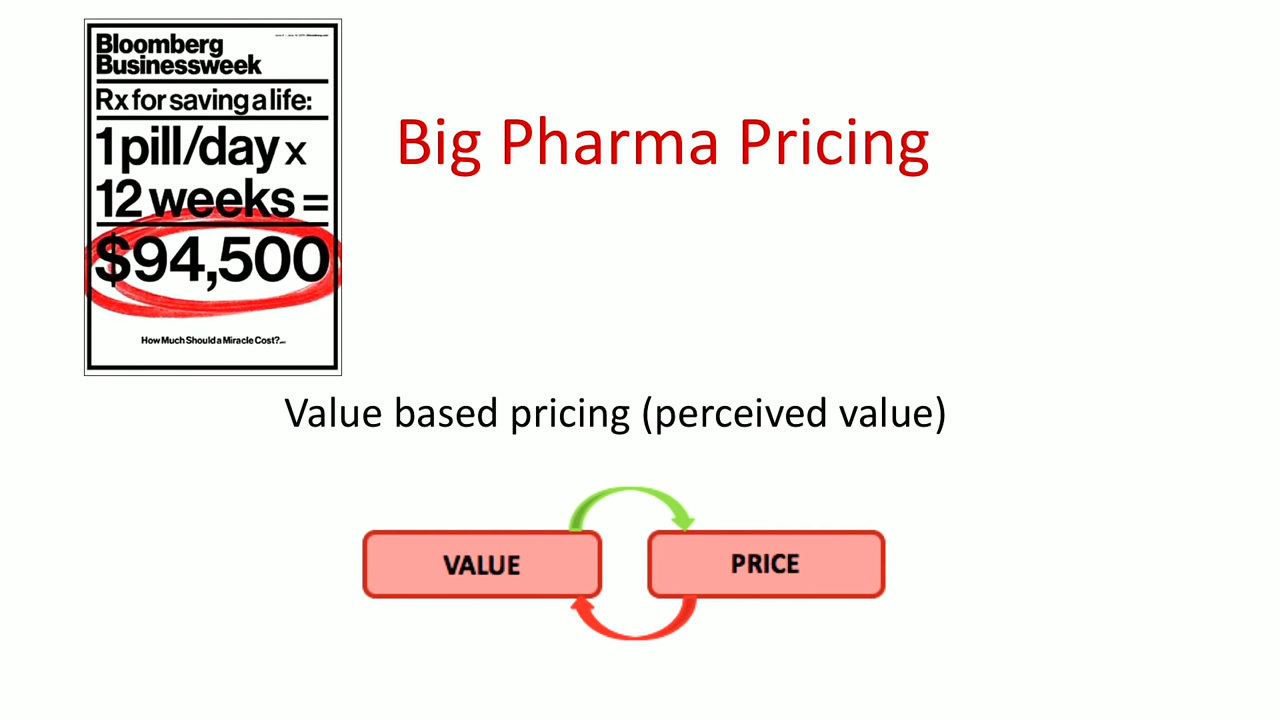 Bloomberg
Businessweek
Rx for saving a life:
1 pill/day x
12 weeks =
$94,500
How Much Should a Miracle Cost?
Big Pharma Pricing
Value based pricing (perceived value)
VALUE
PRICE